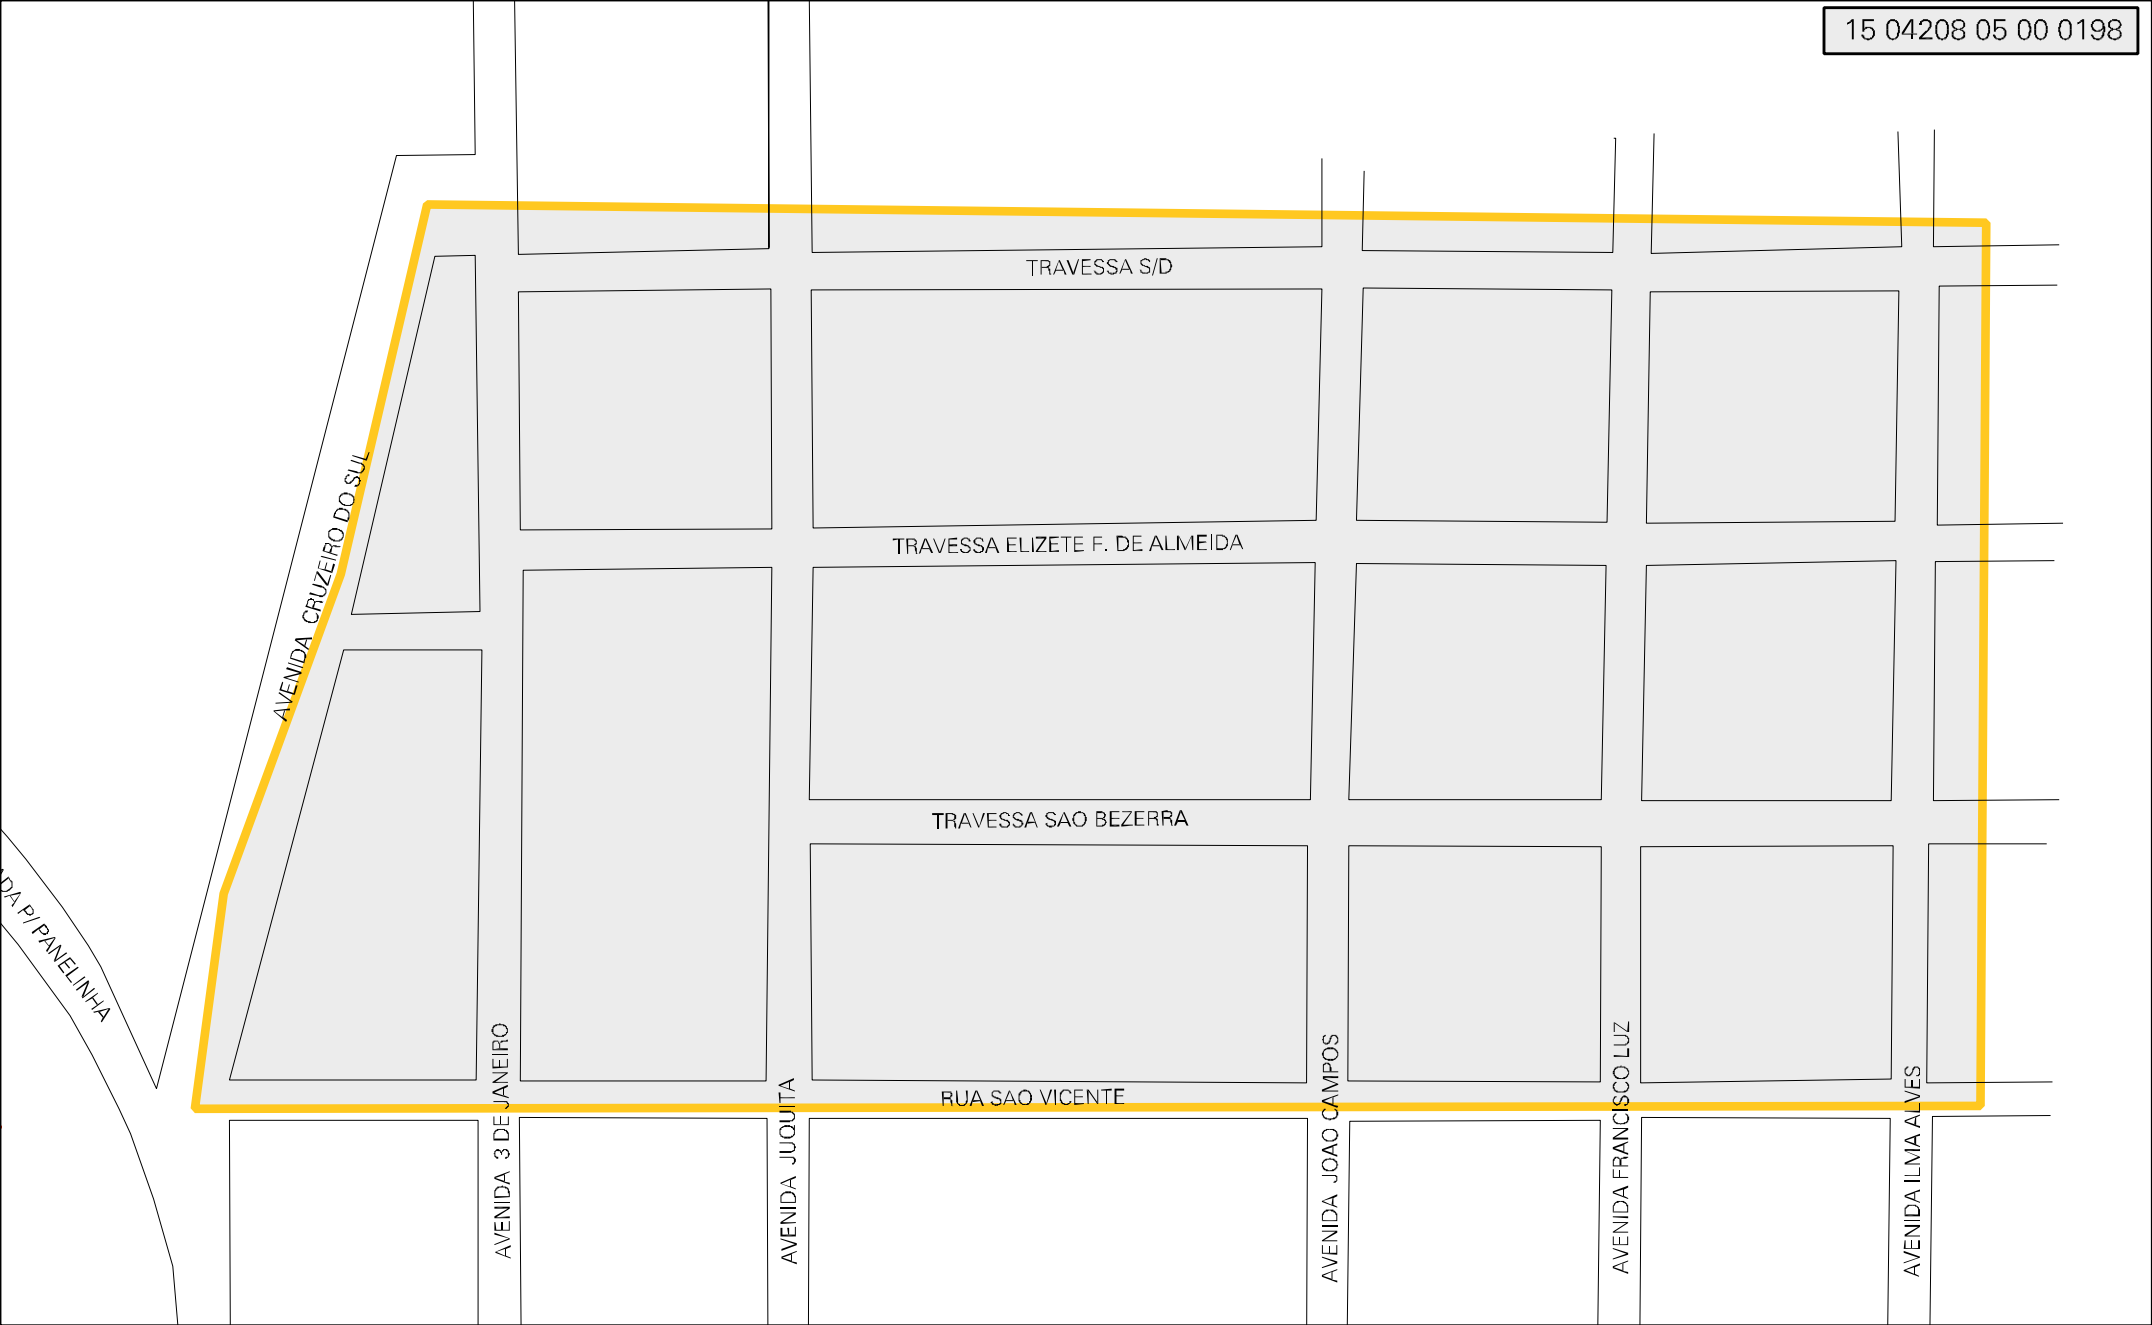 15 04208 05 00 0198
TRAVESSA S/D
AVENIDA CRUZEIRO DO SUL
TRAVESSA ELIZETE F. DE ALMEIDA
TRAVESSA SAO BEZERRA
P/ PANELINHA
RUA SAO VICENTE
AVENIDA 3 DE JANEIRO
AVENIDA JUQUITA
AVENIDA JOAO CAMPOS
AVENIDA FRANCISCO LUZ
AVENIDA ILMA ALVES